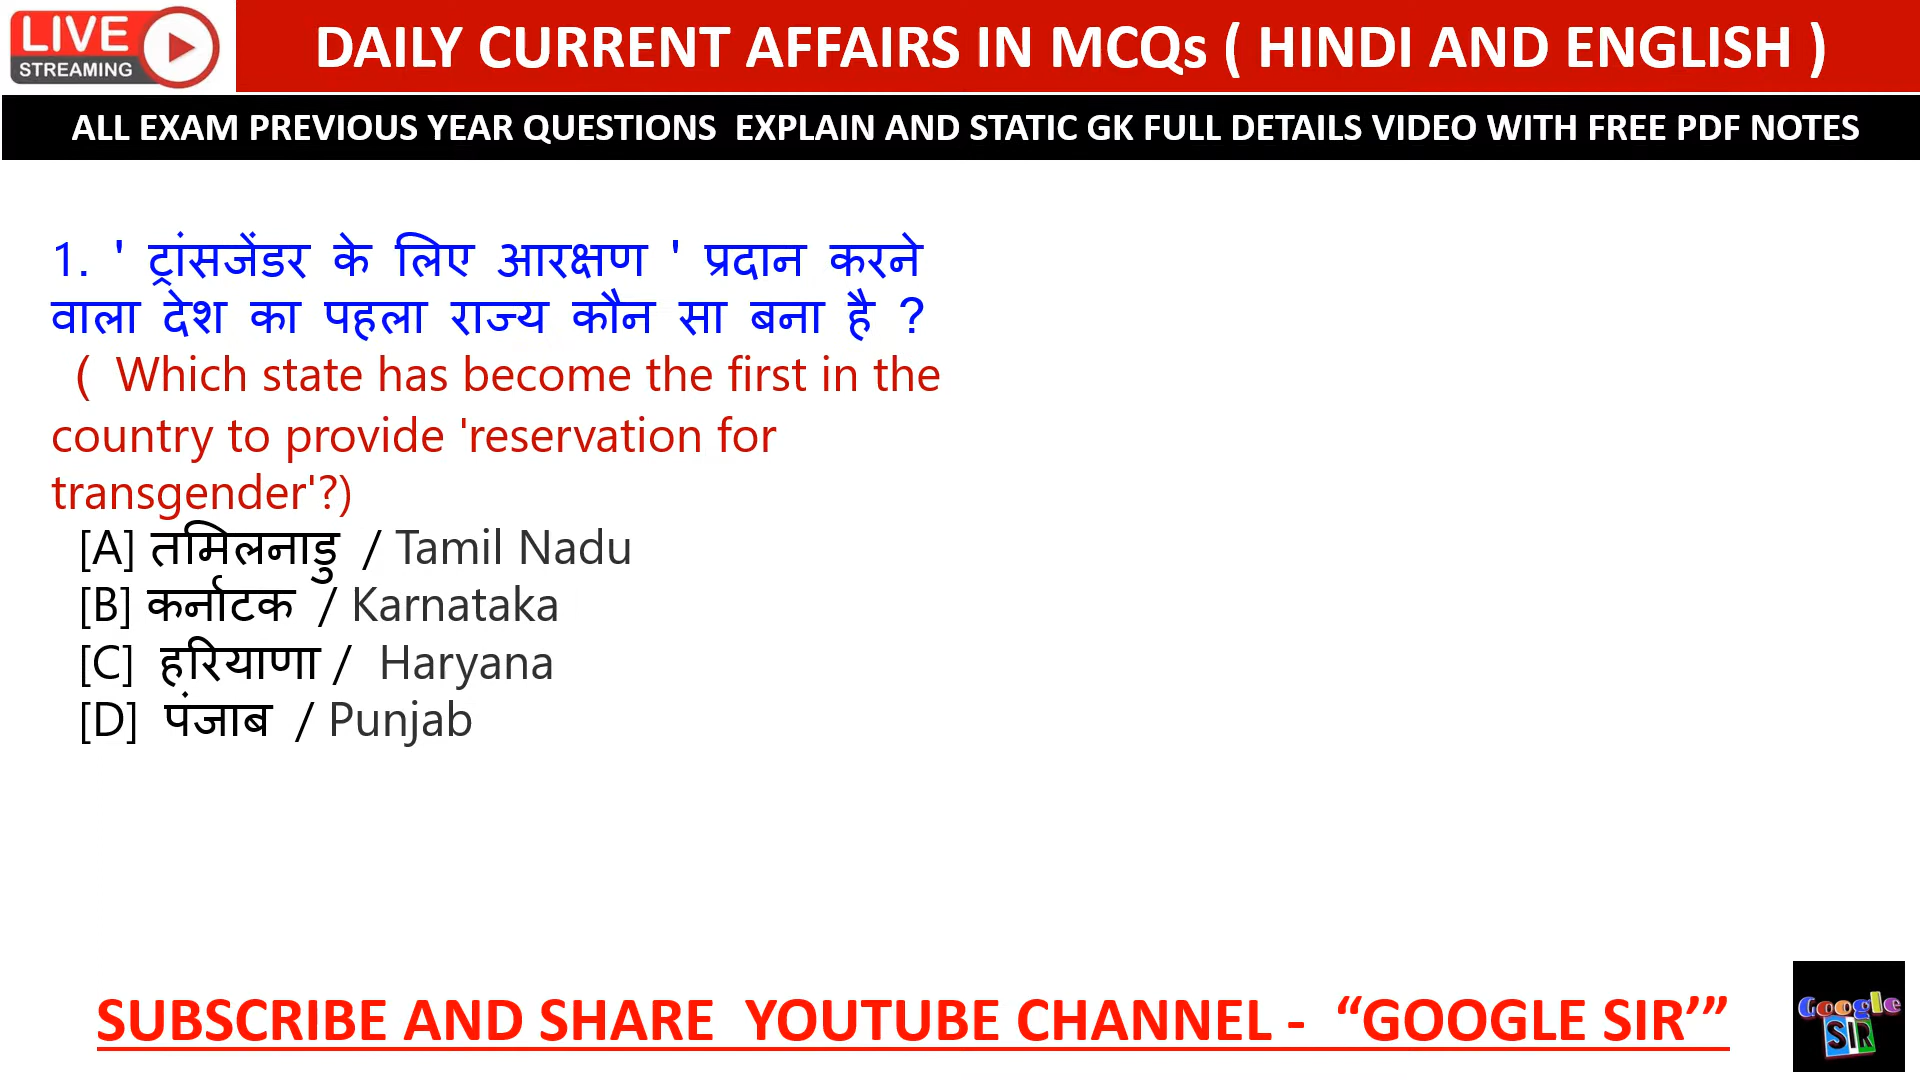 LIVE
STREAMING
DAILY CURRENT AFFAIRS IN MCQs ( HINDI AND ENGLISH )
ALL EXAM PREVIOUS YEAR QUESTIONS EXPLAIN AND STATIC GK FULL DETAILS VIDEO WITH FREE PDF NOTES
1. ' ट्रांसजेंडर के लिए आरक्षण ' प्रदान करने
वाला देश का पहला राज्य कौन सा बना है ?
( Which state has become the first in the
country to provide 'reservation for
transgender'?)
[A] तमिलनाडु / Tamil Nadu
[B] कर्नाटक / Karnataka
[C] हरियाणा / Haryana
[D] पंजाब / Punjab
SUBSCRIBE AND SHARE YOUTUBE CHANNEL - “GOOGLE SIR’”
Google
SIR